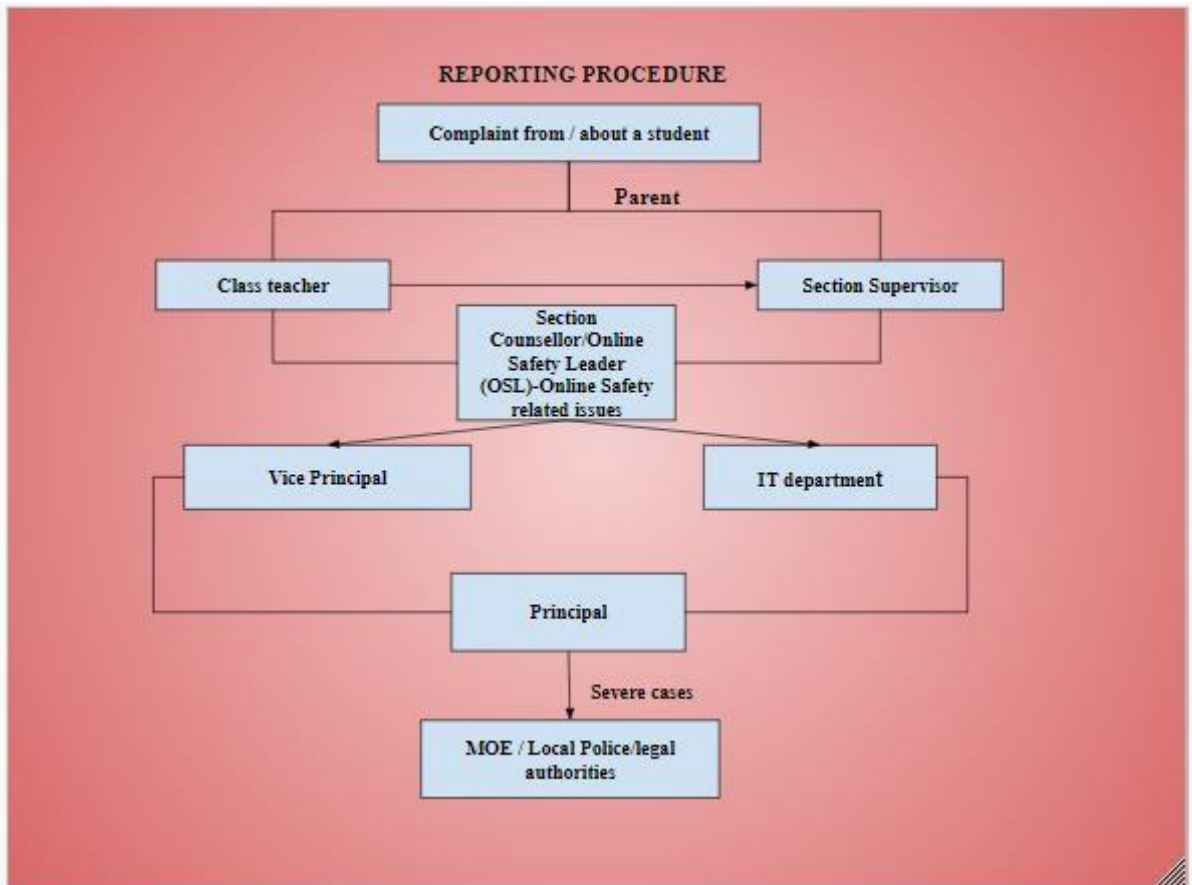 REPORTING PROCEDURE
Complaint from / about a student
Parent
Class teacher
Section Supervisor
Section
Counsellor/Online
Safety Leader
(OSL)-Online Safety
related issues
Vice Principal
IT department
Principal
Severe cases
MOE / Local Police/legal
authorities